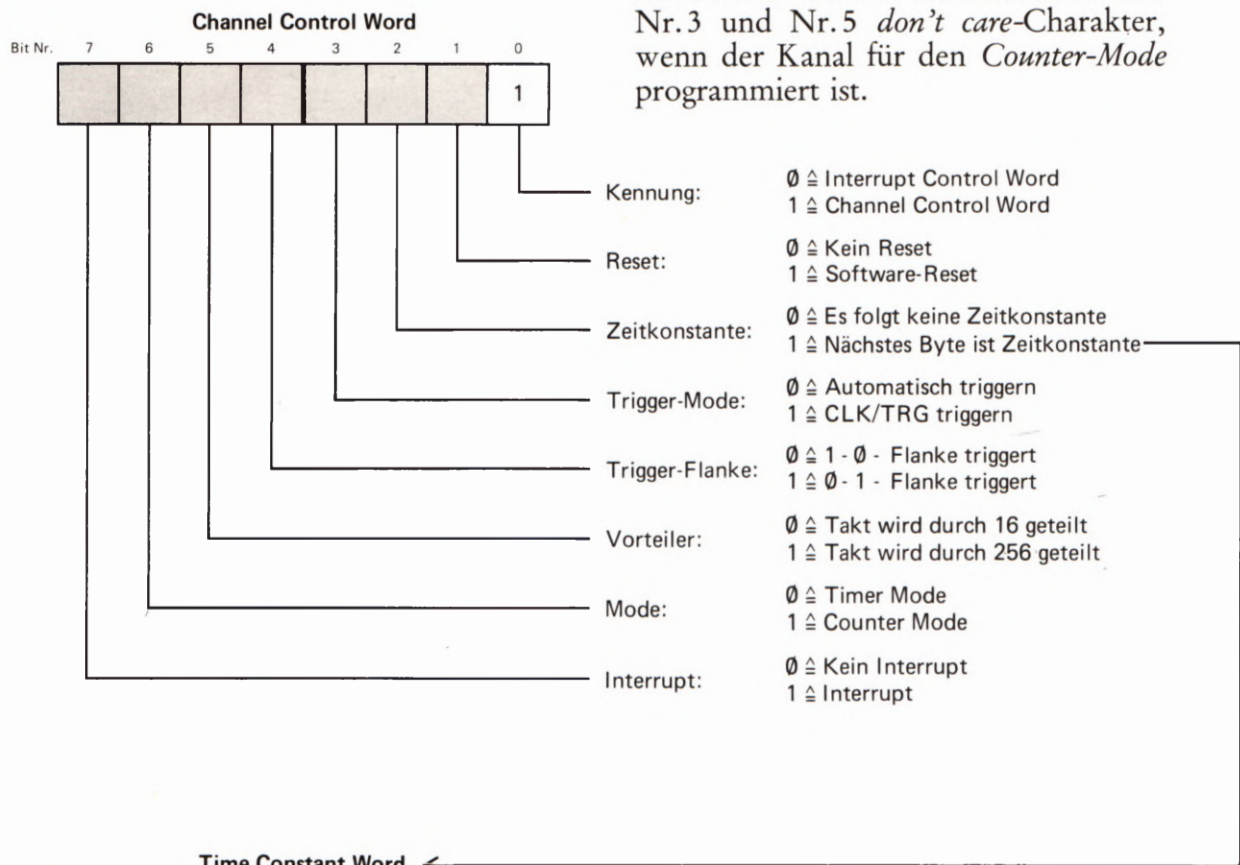 Channel Control Word
Bit Nr. 7 6 5 4 3 2 1 0
1
Nr. 3 und Nr. 5 don't care-Charakter,
wenn der Kanal für den Counter-Mode
programmiert ist.
Kennung: Ø ≙ Interrupt Control Word
1 ≙ Channel Control Word
Reset: Ø ≙ Kein Reset
1 ≙ Software-Reset
Zeitkonstante: Ø ≙ Es folgt keine Zeitkonstante
1 ≙ Nächstes Byte ist Zeitkonstante
Trigger-Mode: Ø ≙ Automatisch triggern
1 ≙ CLK/TRG triggern
Trigger-Flanke: Ø ≙ 1 - Ø - Flanke triggert
1 ≙ Ø - 1 - Flanke triggert
Vorteiler: Ø ≙ Takt wird durch 16 geteilt
1 ≙ Takt wird durch 256 geteilt
Mode: Ø ≙ Timer Mode
1 ≙ Counter Mode
Interrupt: Ø ≙ Kein Interrupt
1 ≙ Interrupt
Time Constant Word